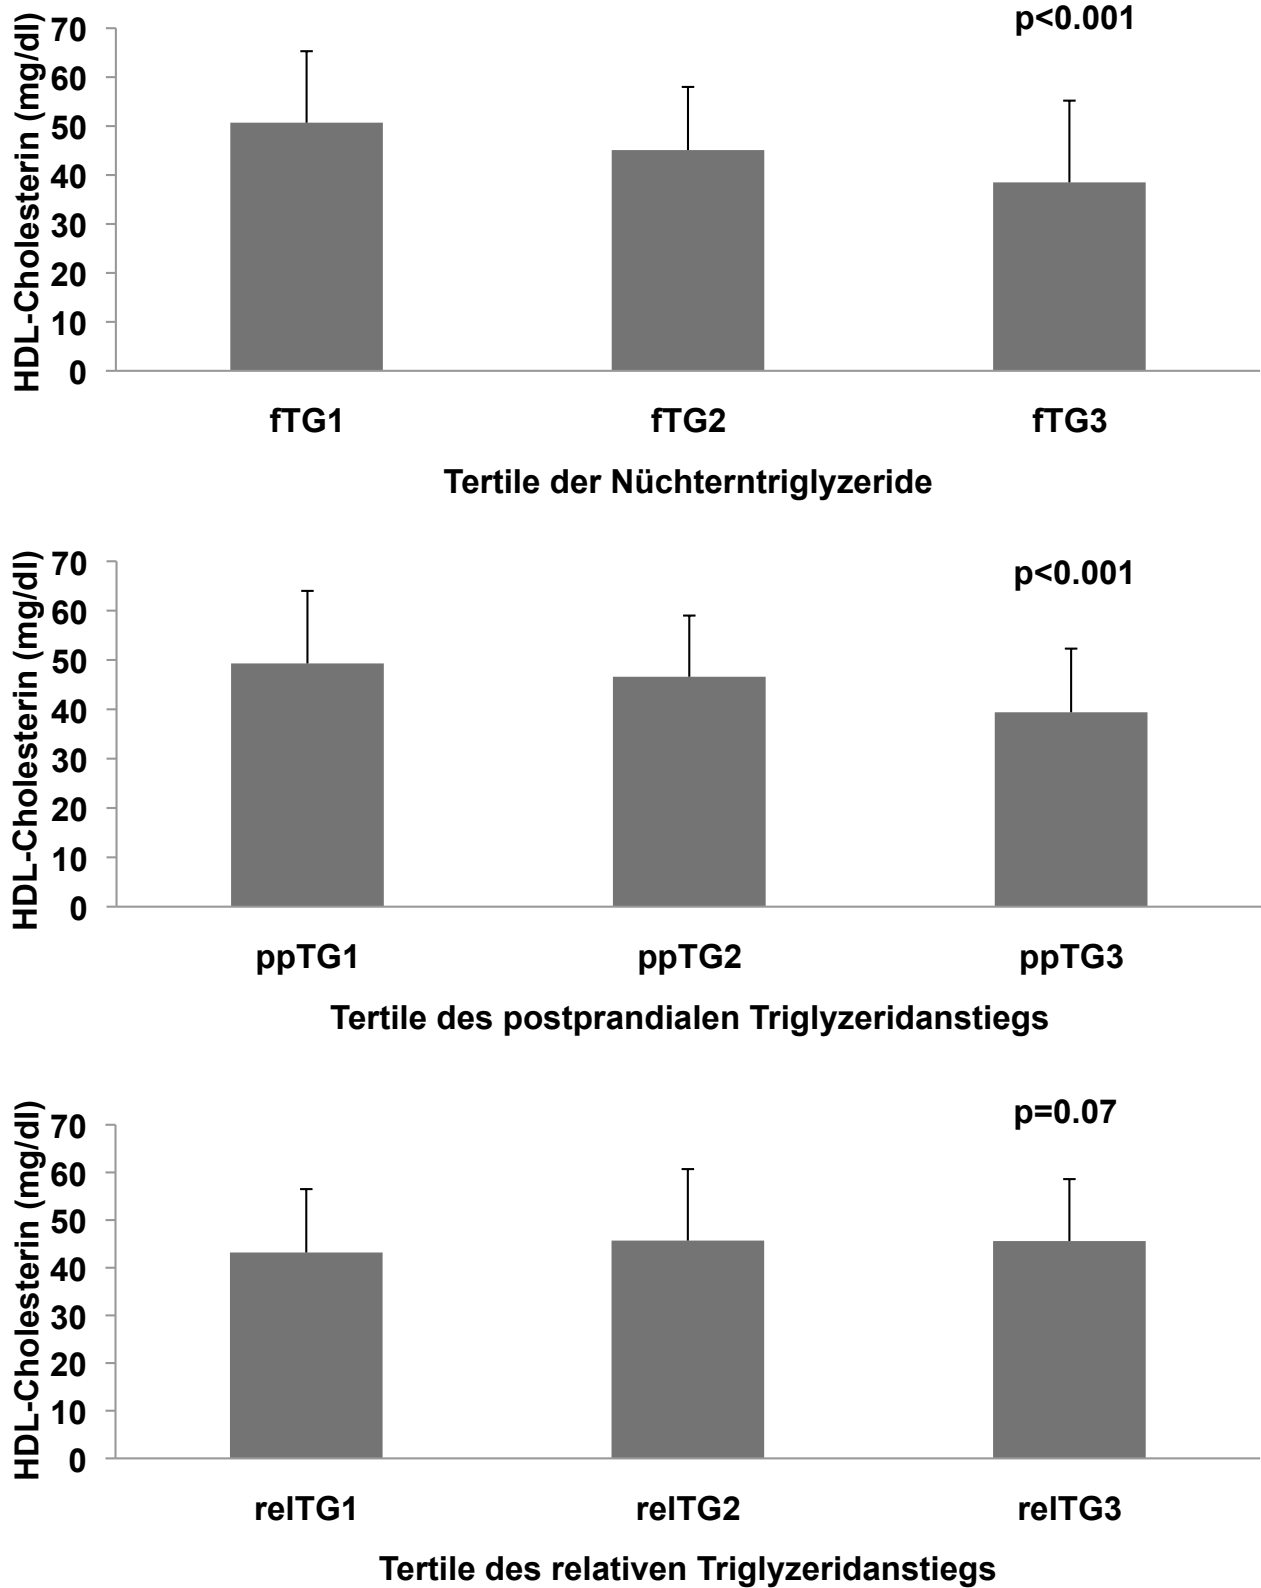 p<0.001
HDL-Cholesterin (mg/dl)
70
60
50
40
30
20
10
0
fTG1 fTG2 fTG3
Tertile der Nüchterntriglyzeride
p<0.001
HDL-Cholesterin (mg/dl)
70
60
50
40
30
20
10
0
ppTG1 ppTG2 ppTG3
Tertile des postprandialen Triglyzeridanstiegs
p=0.07
HDL-Cholesterin (mg/dl)
70
60
50
40
30
20
10
0
relTG1 relTG2 relTG3
Tertile des relativen Triglyzeridanstiegs